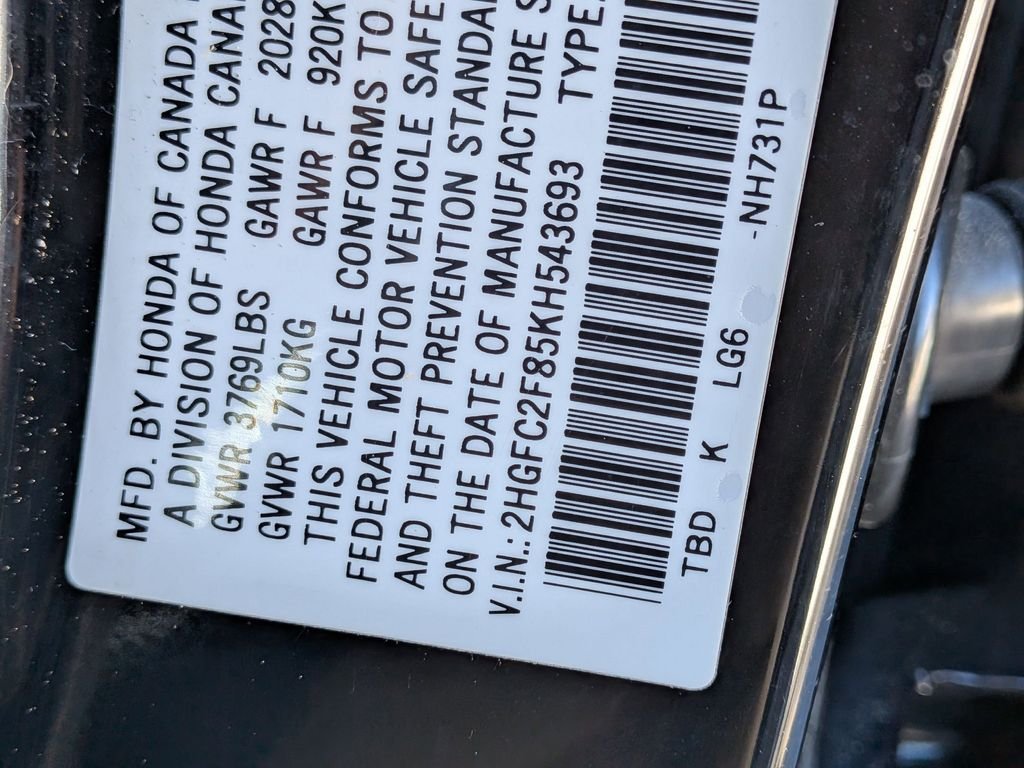 MFD. BY HONDA OF CANADA
A DIVISION OF HONDA CANA
GVWR 3769LBS GAWR F 2028
GVWR 1710KG GAWR F 920K
THIS VEHICLE CONFORMS TO
FEDERAL MOTOR VEHICLE SAFE
AND THEFT PREVENTION STANDA
ON THE DATE OF MANUFACTURE S
V.I.N.:2HGFC2F85KH543693 TYPE
TBD K LG6 -NH731P